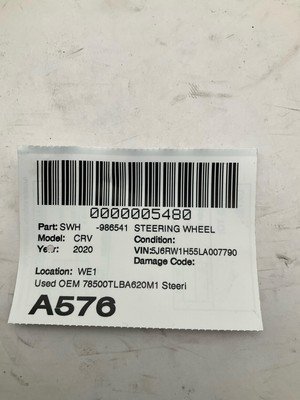 0000005480
Part: SWH -986541 STEERING WHEEL
Model: CRV Condition:
Year: 2020 VIN:5J6RW1H55LA007790
Damage Code:
Location: WE1
Used OEM 78500TLBA620M1 Steeri
A576